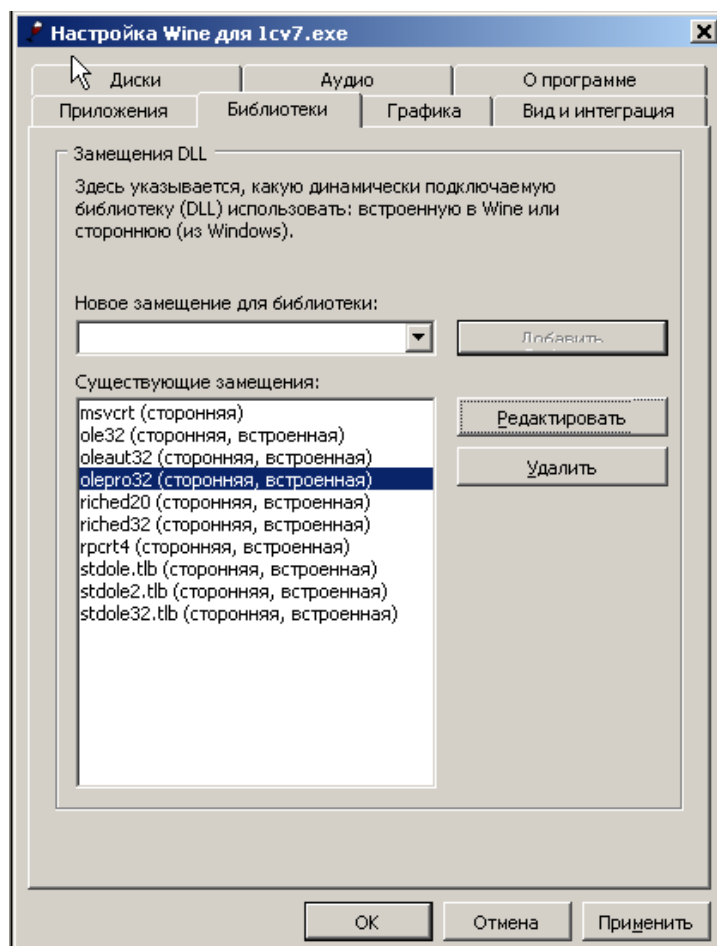 Настройка Wine для 1cv7.exe
Диски
Аудио
О программе
Приложения
Библиотеки
Графика
Вид и интеграция
Замещения DLL
Здесь указывается, какую динамически подключаемую
библиотеку (DLL) использовать: встроенную в Wine или
стороннюю (из Windows).
Новое замещение для библиотеки:
Добавить
Существующие замещения:
msvcrt (сторонняя)
ole32 (сторонняя, встроенная)
oleaut32 (сторонняя, встроенная)
olepro32 (сторонняя, встроенная)
riched20 (сторонняя, встроенная)
riched32 (сторонняя, встроенная)
rpcrt4 (сторонняя, встроенная)
stdole.tlb (сторонняя, встроенная)
stdole2.tlb (сторонняя, встроенная)
stdole32.tlb (сторонняя, встроенная)
Редактировать
Удалить
OK
Отмена
Применить